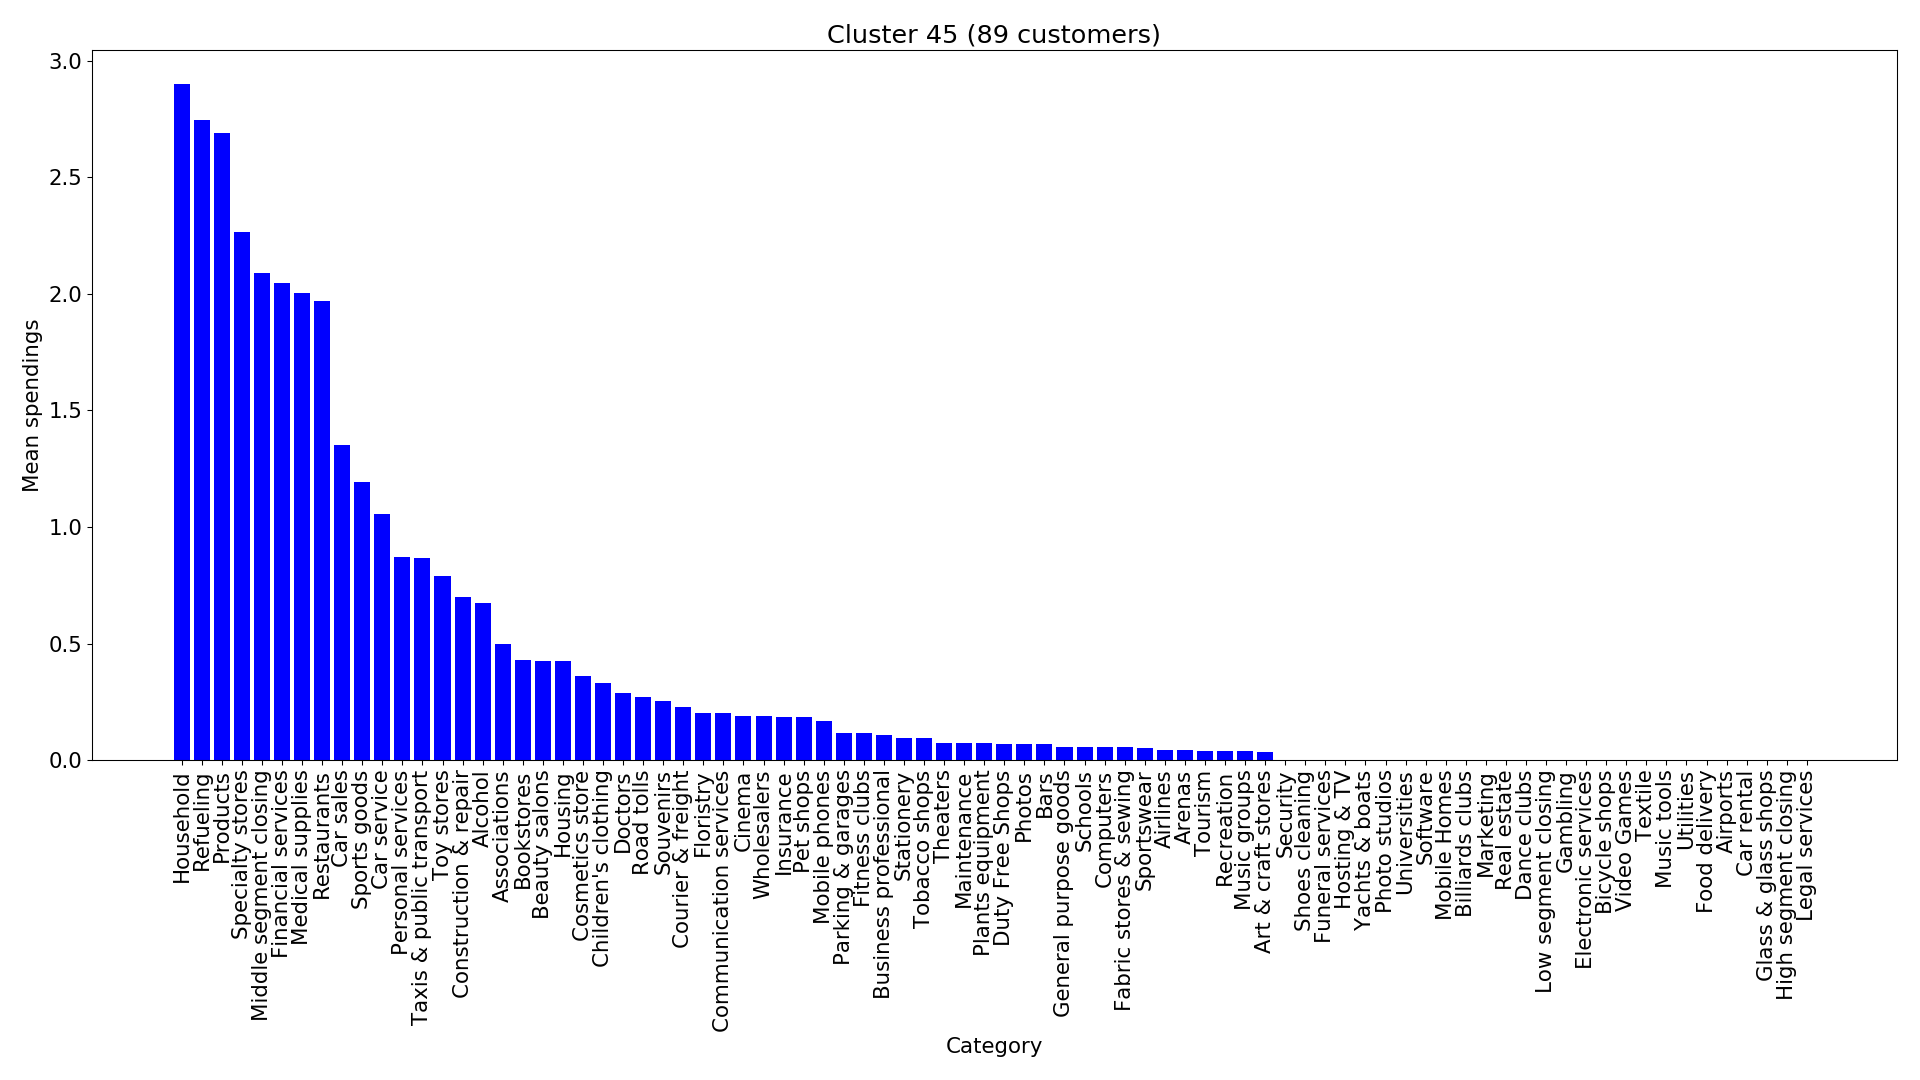 Cluster 45 (89 customers)
3.0
2.5
2.0
1.5
1.0
0.5
0.0
Mean spendings
Household
Refueling
Products
Specialty stores
Middle segment closing
Financial services
Medical supplies
Restaurants
Car sales
Sports goods
Car service
Personal services
Taxis & public transport
Toy stores
Construction & repair
Alcohol
Associations
Bookstores
Beauty salons
Housing
Cosmetics store
Children's clothing
Doctors
Road tolls
Souvenirs
Courier & freight
Floristry
Communication services
Cinema
Wholesalers
Insurance
Pet shops
Mobile phones
Parking & garages
Fitness clubs
Business professional
Stationery
Tobacco shops
Theaters
Maintenance
Plants equipment
Duty Free Shops
Photos
Bars
General purpose goods
Schools
Computers
Fabric stores & sewing
Sportswear
Airlines
Arenas
Tourism
Recreation
Music groups
Art & craft stores
Security
Shoes cleaning
Funeral services
Hosting & TV
Yachts & boats
Photo studios
Universities
Software
Mobile Homes
Billiards clubs
Marketing
Real estate
Dance clubs
Low segment closing
Gambling
Electronic services
Bicycle shops
Video Games
Textile
Music tools
Utilities
Food delivery
Airports
Car rental
Glass & glass shops
High segment closing
Legal services
Category